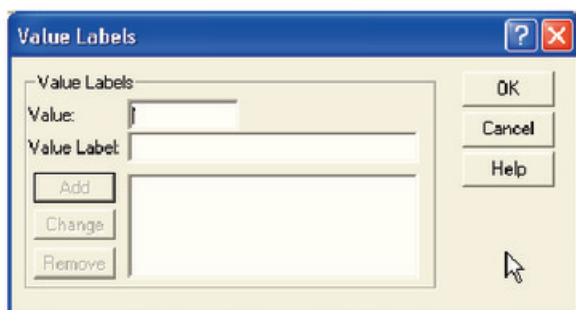 Value Labels
Value Labels
Value:
Value Label:
Add
Change
Remove
OK
Cancel
Help